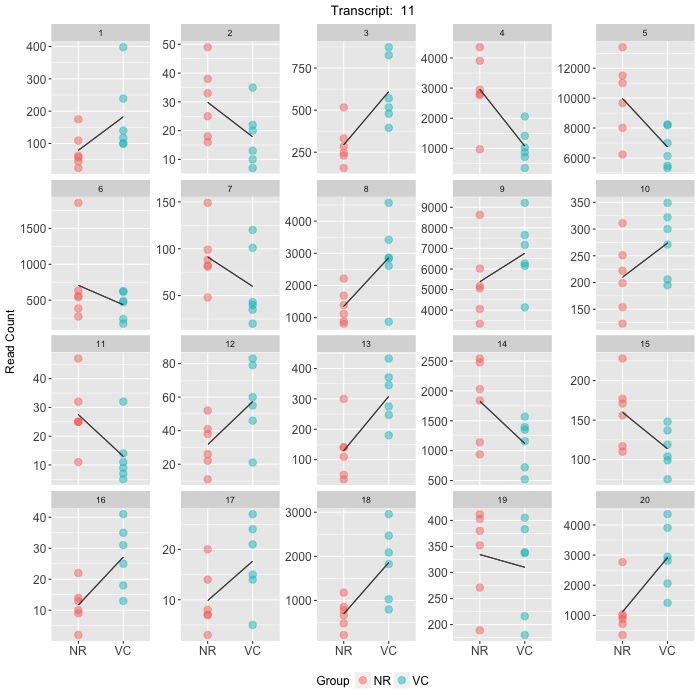 Transcript:  11
1 2 3 4 5
400 300 200 100
50 40 30 20 10
750 500 250
4000 3000 2000 1000
12000 10000 8000 6000
6 7 8 9 10
1500 1000 500
150 100 50
4000 3000 2000 1000
9000 8000 7000 6000 5000 4000
350 300 250 200 150
Read Count
11 12 13 14 15
40 30 20 10
80 60 40 20
400 300 200 100
2500 2000 1500 1000 500
200 150 100
16 17 18 19 20
40 30 20 10
20 10
3000 2000 1000
400 350 300 250 200
4000 3000 2000 1000
NR VC NR VC NR VC NR VC NR VC
Group NR VC